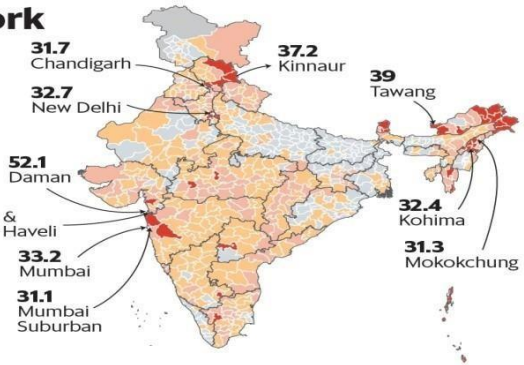 31.7
Chandigarh
37.2
Kinnaur
39
Tawang
32.7
New Delhi
52.1
Daman
&
Haveli
33.2
Mumbai
31.1
Mumbai
Suburban
32.4
Kohima
31.3
Mokokchung